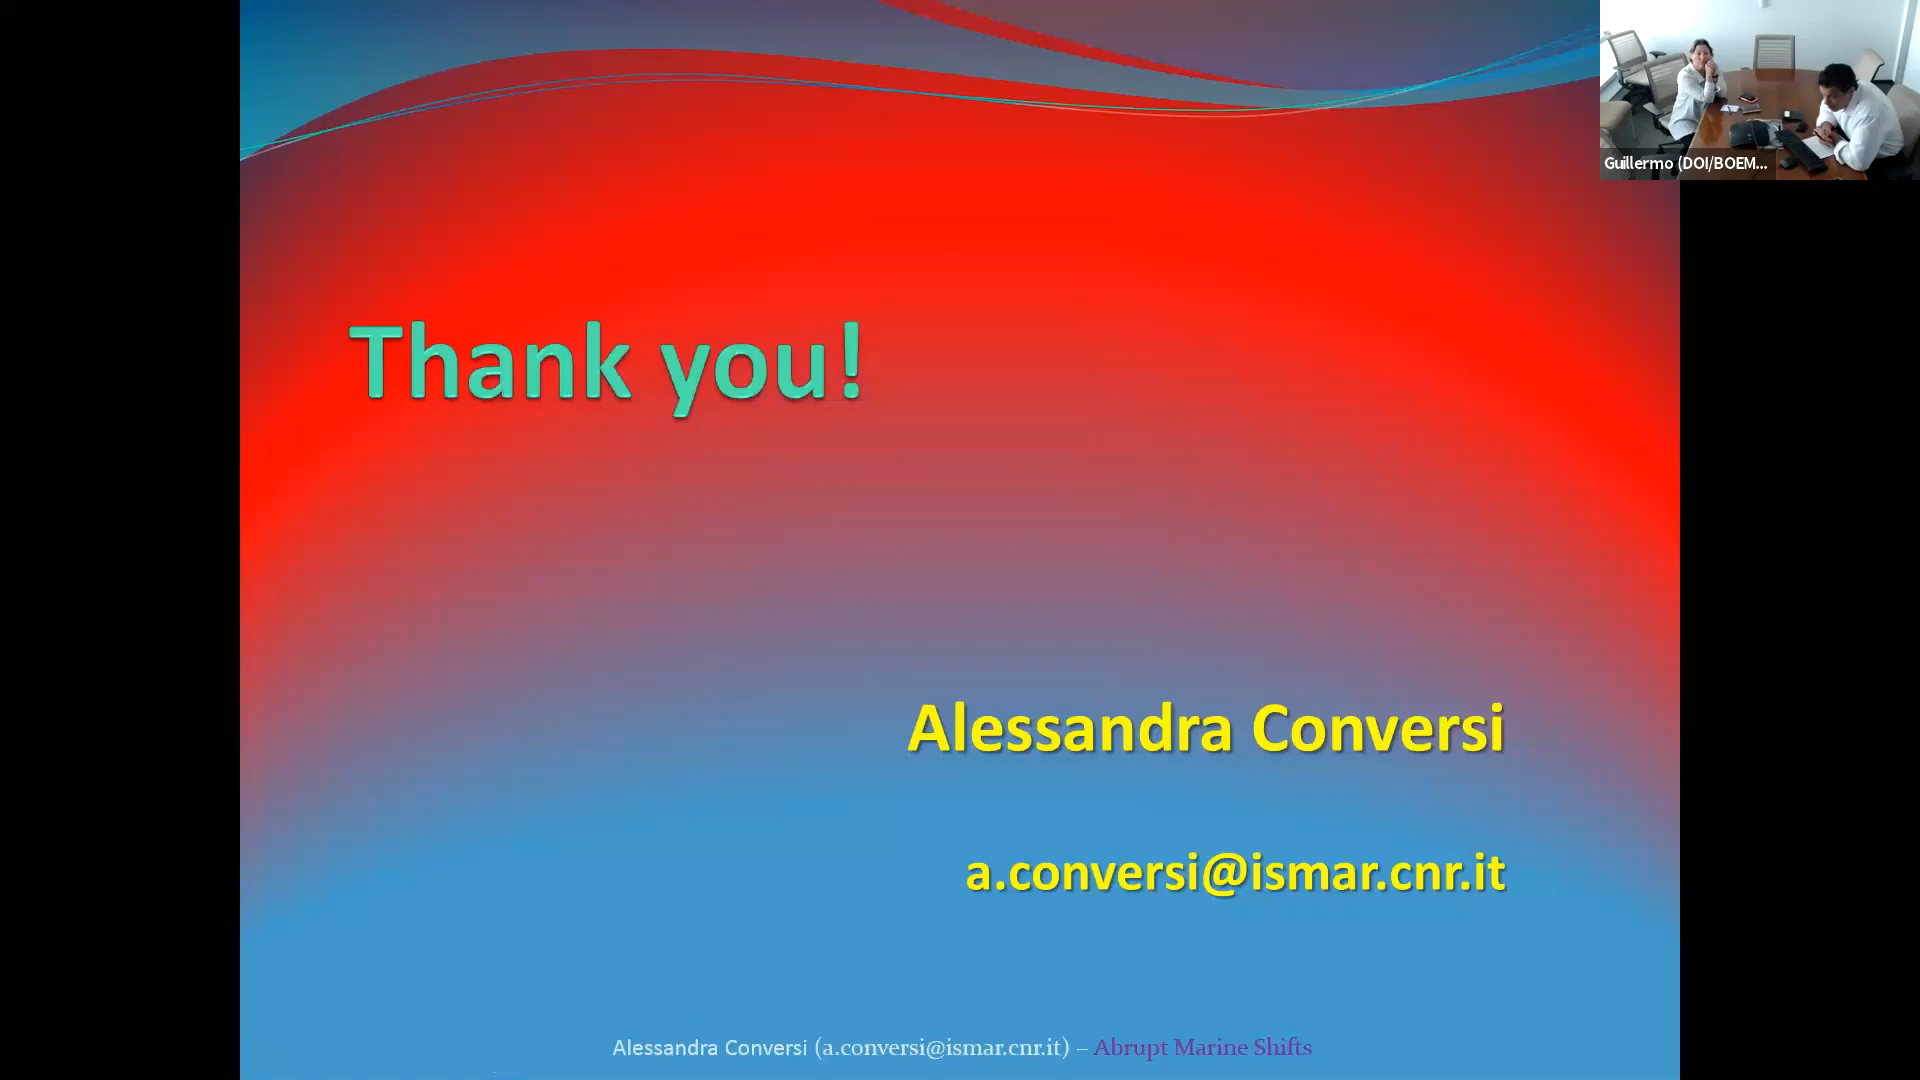 Guillermo (DOI/BOEM...
Thank you!
Alessandra Conversi
a.conversi@ismar.cnr.it
Alessandra Conversi (a.conversi@ismar.cnr.it) – Abrupt Marine Shifts